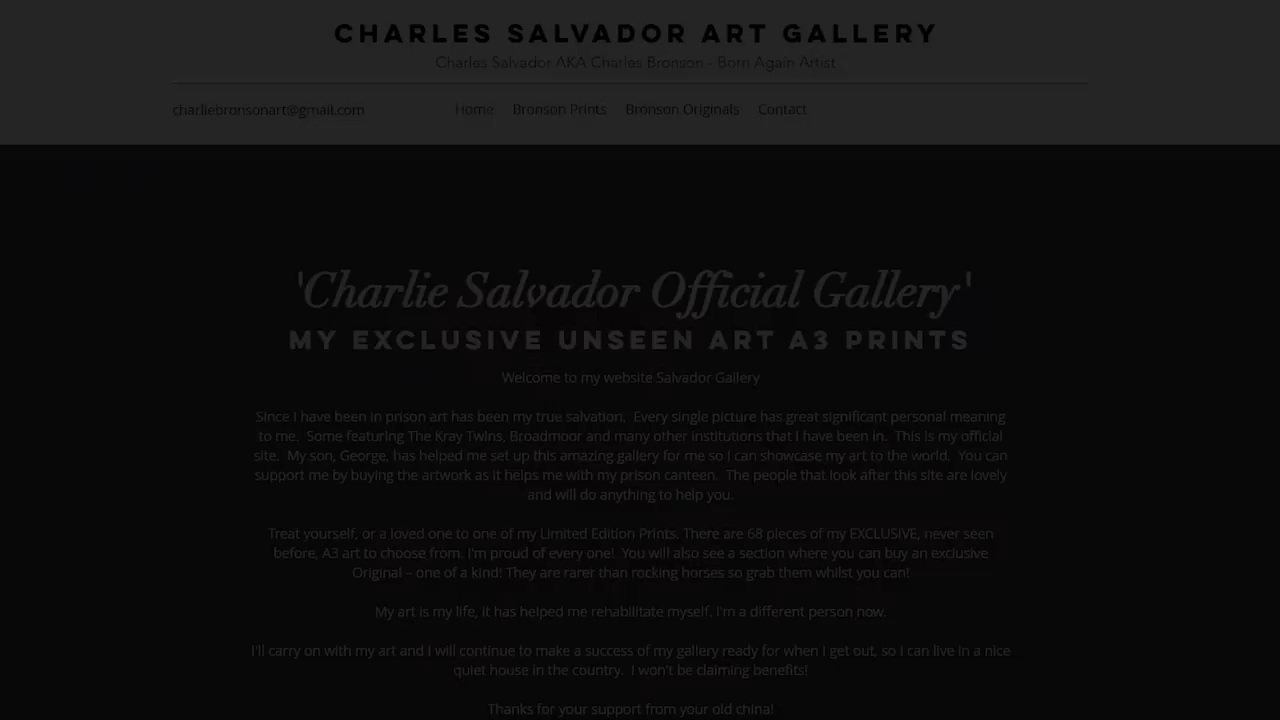 CHARLES SALVADOR ART GALLERY
Charles Salvador AKA Charles Bronson - Born Again Artist
charliebronsonart@gmail.com
Home Bronson Prints Bronson Originals Contact
'Charlie Salvador Official Gallery'
MY EXCLUSIVE UNSEEN ART A3 PRINTS
Welcome to my website Salvador Gallery
Since I have been in prison art has been my true salvation. Every single picture has great significant personal meaning
to me. Some featuring The Kray Twins, Broadmoor and many other institutions that I have been in. This is my official
site. My son, George, has helped me set up this amazing gallery for me so I can showcase my art to the world. You can
support me by buying the artwork as it helps me with my prison canteen. The people that look after this site are lovely
and will do anything to help you.
Treat yourself, or a loved one to one of my Limited Edition Prints. There are 68 pieces of my EXCLUSIVE, never seen
before, A3 art to choose from. I'm proud of every one! You will also see a section where you can buy an exclusive
Original – one of a kind! They are rarer than rocking horses so grab them whilst you can!
My art is my life, it has helped me rehabilitate myself, I'm a different person now.
I'll carry on with my art and I will continue to make a success of my gallery ready for when I get out, so I can live in a nice
quiet house in the country. I won't be claiming benefits!
Thanks for your support from your old china!